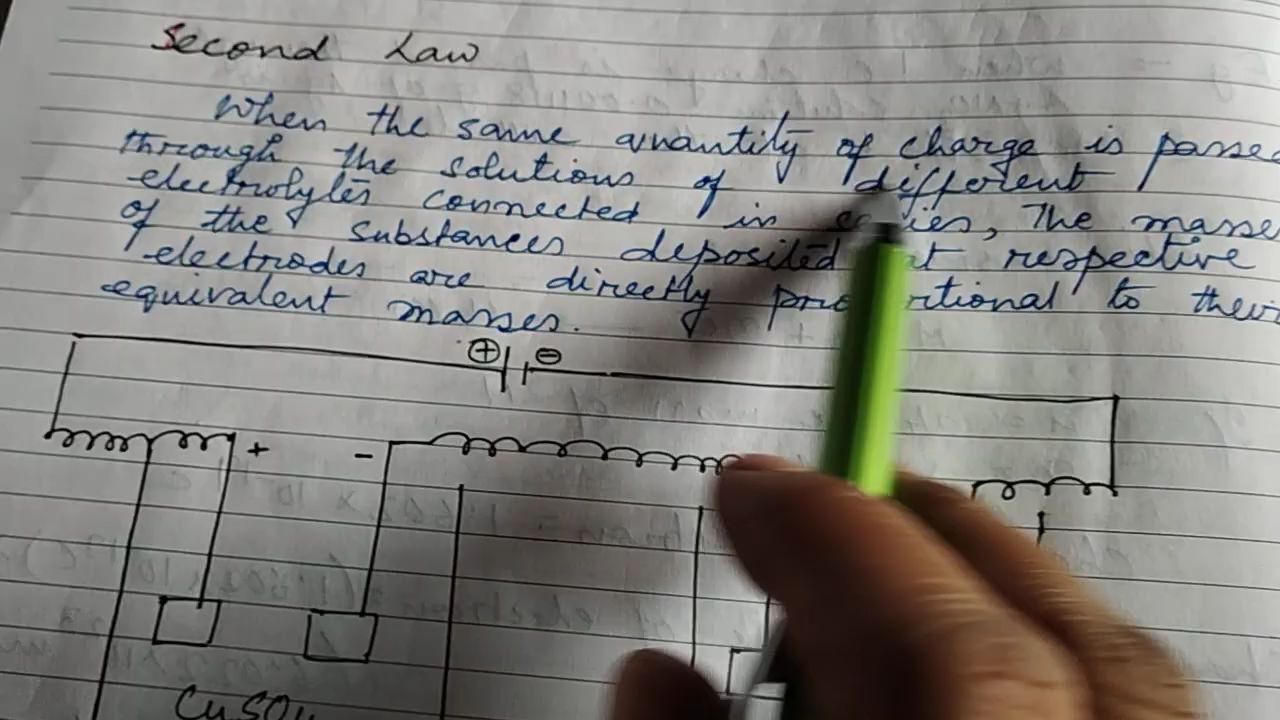 Second Law
When the same quantity of charge is passed
through the solutions of different
electrolytes connected in series, The masse
of the substances deposited at respective
electrodes are directly proportional to their
equivalent masses.
⊕ ⊖
+ -
CuSO4